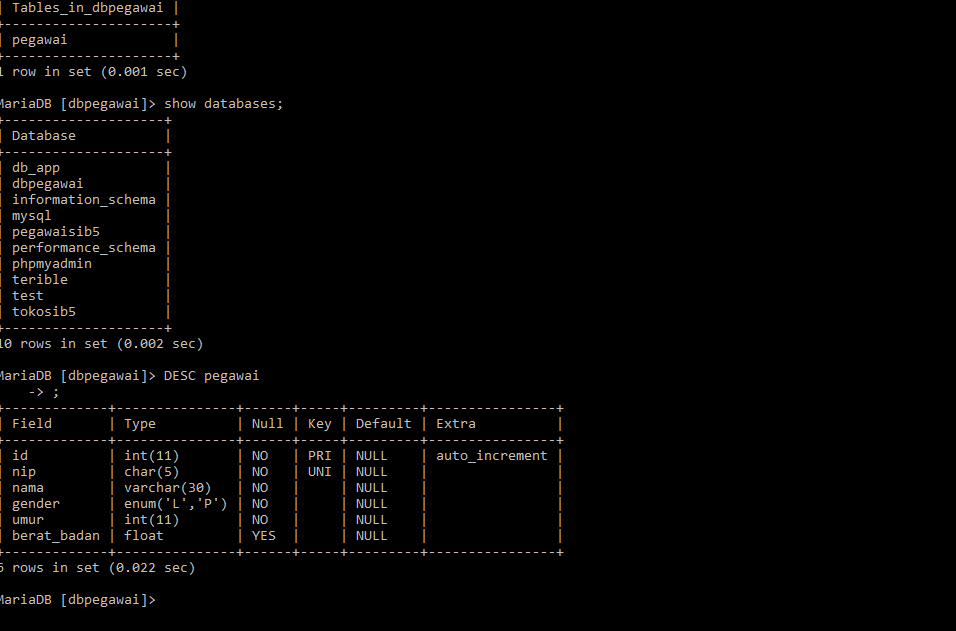 | Tables_in_dbpegawai |
+---------------------+
| pegawai             |
+---------------------+
1 row in set (0.001 sec)

MariaDB [dbpegawai]> show databases;
+--------------------+
| Database           |
+--------------------+
| db_app             |
| dbpegawai          |
| information_schema |
| mysql              |
| pegawaisib5        |
| performance_schema |
| phpmyadmin         |
| terible            |
| test               |
| tokosib5           |
+--------------------+
10 rows in set (0.002 sec)

MariaDB [dbpegawai]> DESC pegawai
    -> ;
+-------------+---------------+------+-----+---------+----------------+
| Field       | Type          | Null | Key | Default | Extra          |
+-------------+---------------+------+-----+---------+----------------+
| id          | int(11)       | NO   | PRI | NULL    | auto_increment |
| nip         | char(5)       | NO   | UNI | NULL    |                |
| nama        | varchar(30)   | NO   |     | NULL    |                |
| gender      | enum('L','P') | NO   |     | NULL    |                |
| umur        | int(11)       | NO   |     | NULL    |                |
| berat_badan | float         | YES  |     | NULL    |                |
+-------------+---------------+------+-----+---------+----------------+
6 rows in set (0.022 sec)

MariaDB [dbpegawai]>